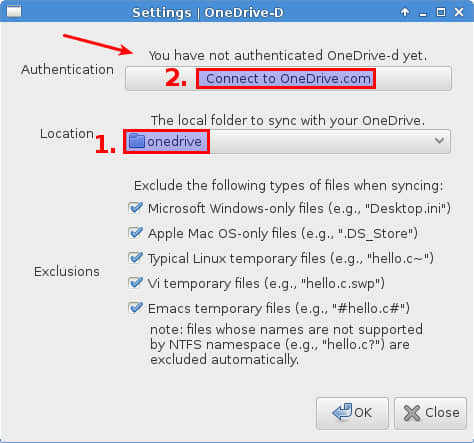 Settings | OneDrive-D
You have not authenticated OneDrive-d yet.
Authentication
2. Connect to OneDrive.com
The local folder to sync with your OneDrive.
Location
1. onedrive
Exclude the following types of files when syncing:
Microsoft Windows-only files (e.g., "Desktop.ini")
Apple Mac OS-only files (e.g., ".DS_Store")
Typical Linux temporary files (e.g., "hello.c~")
Exclusions
Vi temporary files (e.g., "hello.c.swp")
Emacs temporary files (e.g., "#hello.c#")
note: files whose names are not supported
by NTFS namespace (e.g., "hello.c?") are
excluded automatically.
OK Close